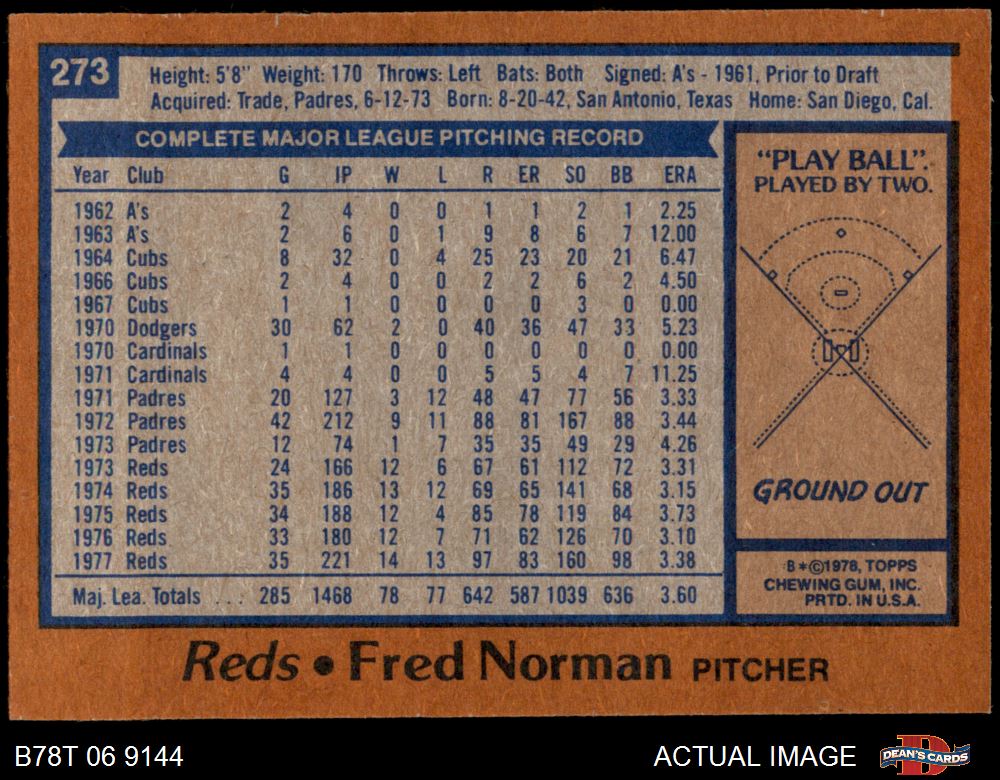 273
Height: 5'8" Weight: 170 Throws: Left Bats: Both Signed: A's - 1961, Prior to Draft
Acquired: Trade, Padres, 6-12-73 Born: 8-20-42, San Antonio, Texas Home: San Diego, Cal.
COMPLETE MAJOR LEAGUE PITCHING RECORD
Year Club G IP W L R ER SO BB ERA
1962 A's 2 4 0 0 1 1 2 1 2.25
1963 A's 2 6 0 1 9 8 6 7 12.00
1964 Cubs 8 32 0 4 25 23 20 21 6.47
1966 Cubs 2 4 0 0 2 2 6 2 4.50
1967 Cubs 1 1 0 0 0 0 3 0 0.00
1970 Dodgers 30 62 2 0 40 36 47 33 5.23
1970 Cardinals 1 1 0 0 0 0 0 0 0.00
1971 Cardinals 4 4 0 0 5 5 4 7 11.25
1971 Padres 20 127 3 12 48 47 77 56 3.33
1972 Padres 42 212 9 11 88 81 167 88 3.44
1973 Padres 12 74 1 7 35 35 49 29 4.26
1973 Reds 24 166 12 6 67 61 112 72 3.31
1974 Reds 35 186 13 12 69 65 141 68 3.15
1975 Reds 34 188 12 4 85 78 119 84 3.73
1976 Reds 33 180 12 7 71 62 126 70 3.10
1977 Reds 35 221 14 13 97 83 160 98 3.38
Maj. Lea. Totals ... 285 1468 78 77 642 587 1039 636 3.60
"PLAY BALL".
PLAYED BY TWO.
GROUND OUT
B*©1978, TOPPS
CHEWING GUM, INC.
PRTD. IN U.S.A.
Reds • Fred Norman PITCHER
B78T 06 9144
ACTUAL IMAGE
DEAN'S CARDS